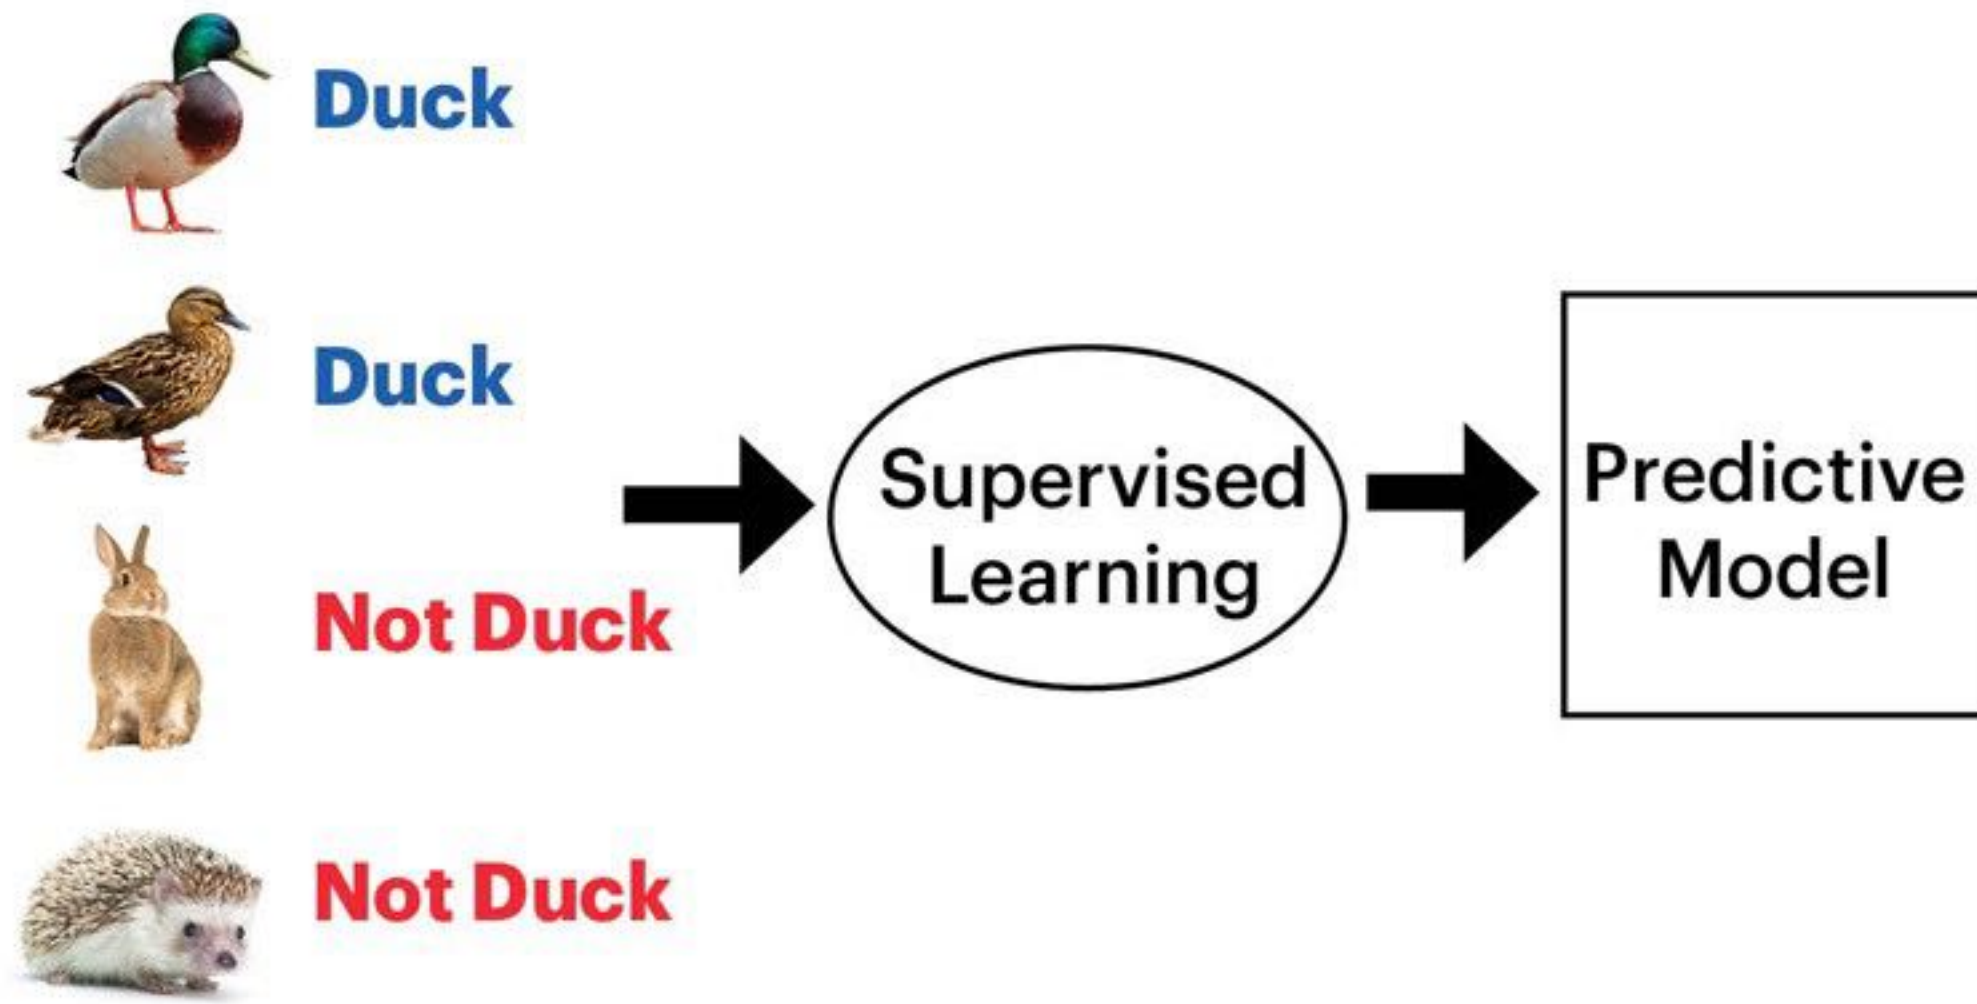 Duck
Duck
Not Duck
Not Duck
Supervised
Learning
Predictive
Model